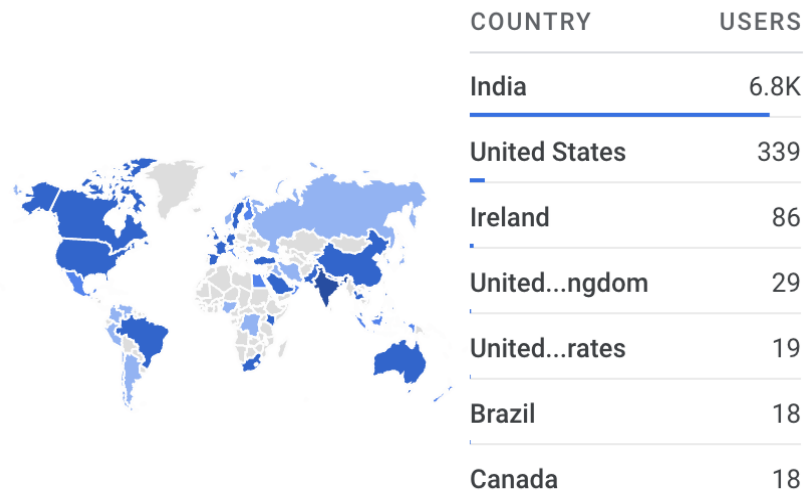 COUNTRY USERS
India 6.8K
United States 339
Ireland 86
United...ngdom 29
United...rates 19
Brazil 18
Canada 18